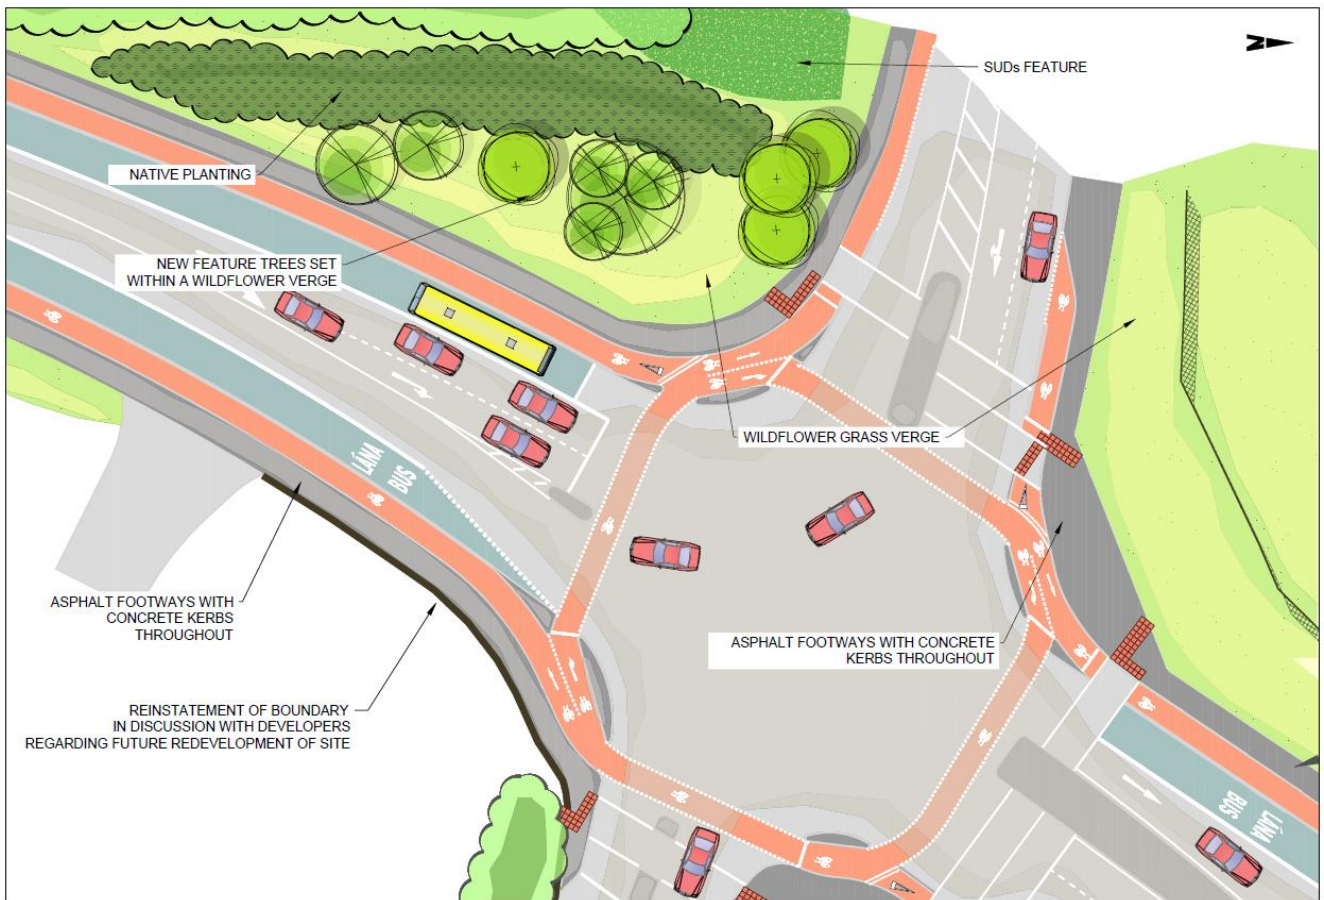 N
SUDs FEATURE
NATIVE PLANTING
NEW FEATURE TREES SET
WITHIN A WILDFLOWER VERGE
WILDFLOWER GRASS VERGE
LÁNA
BUS
ASPHALT FOOTWAYS WITH
CONCRETE KERBS
THROUGHOUT
ASPHALT FOOTWAYS WITH CONCRETE
KERBS THROUGHOUT
REINSTATEMENT OF BOUNDARY
IN DISCUSSION WITH DEVELOPERS
REGARDING FUTURE REDEVELOPMENT OF SITE
LÁNA
BUS